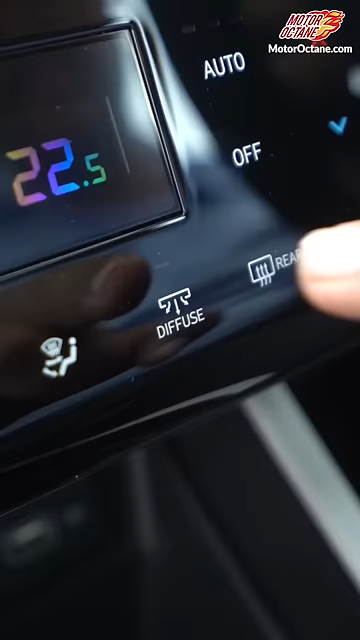 MOTOR
OCTANE
MotorOctane.com
AUTO
22.5
OFF
REAR
DIFFUSE